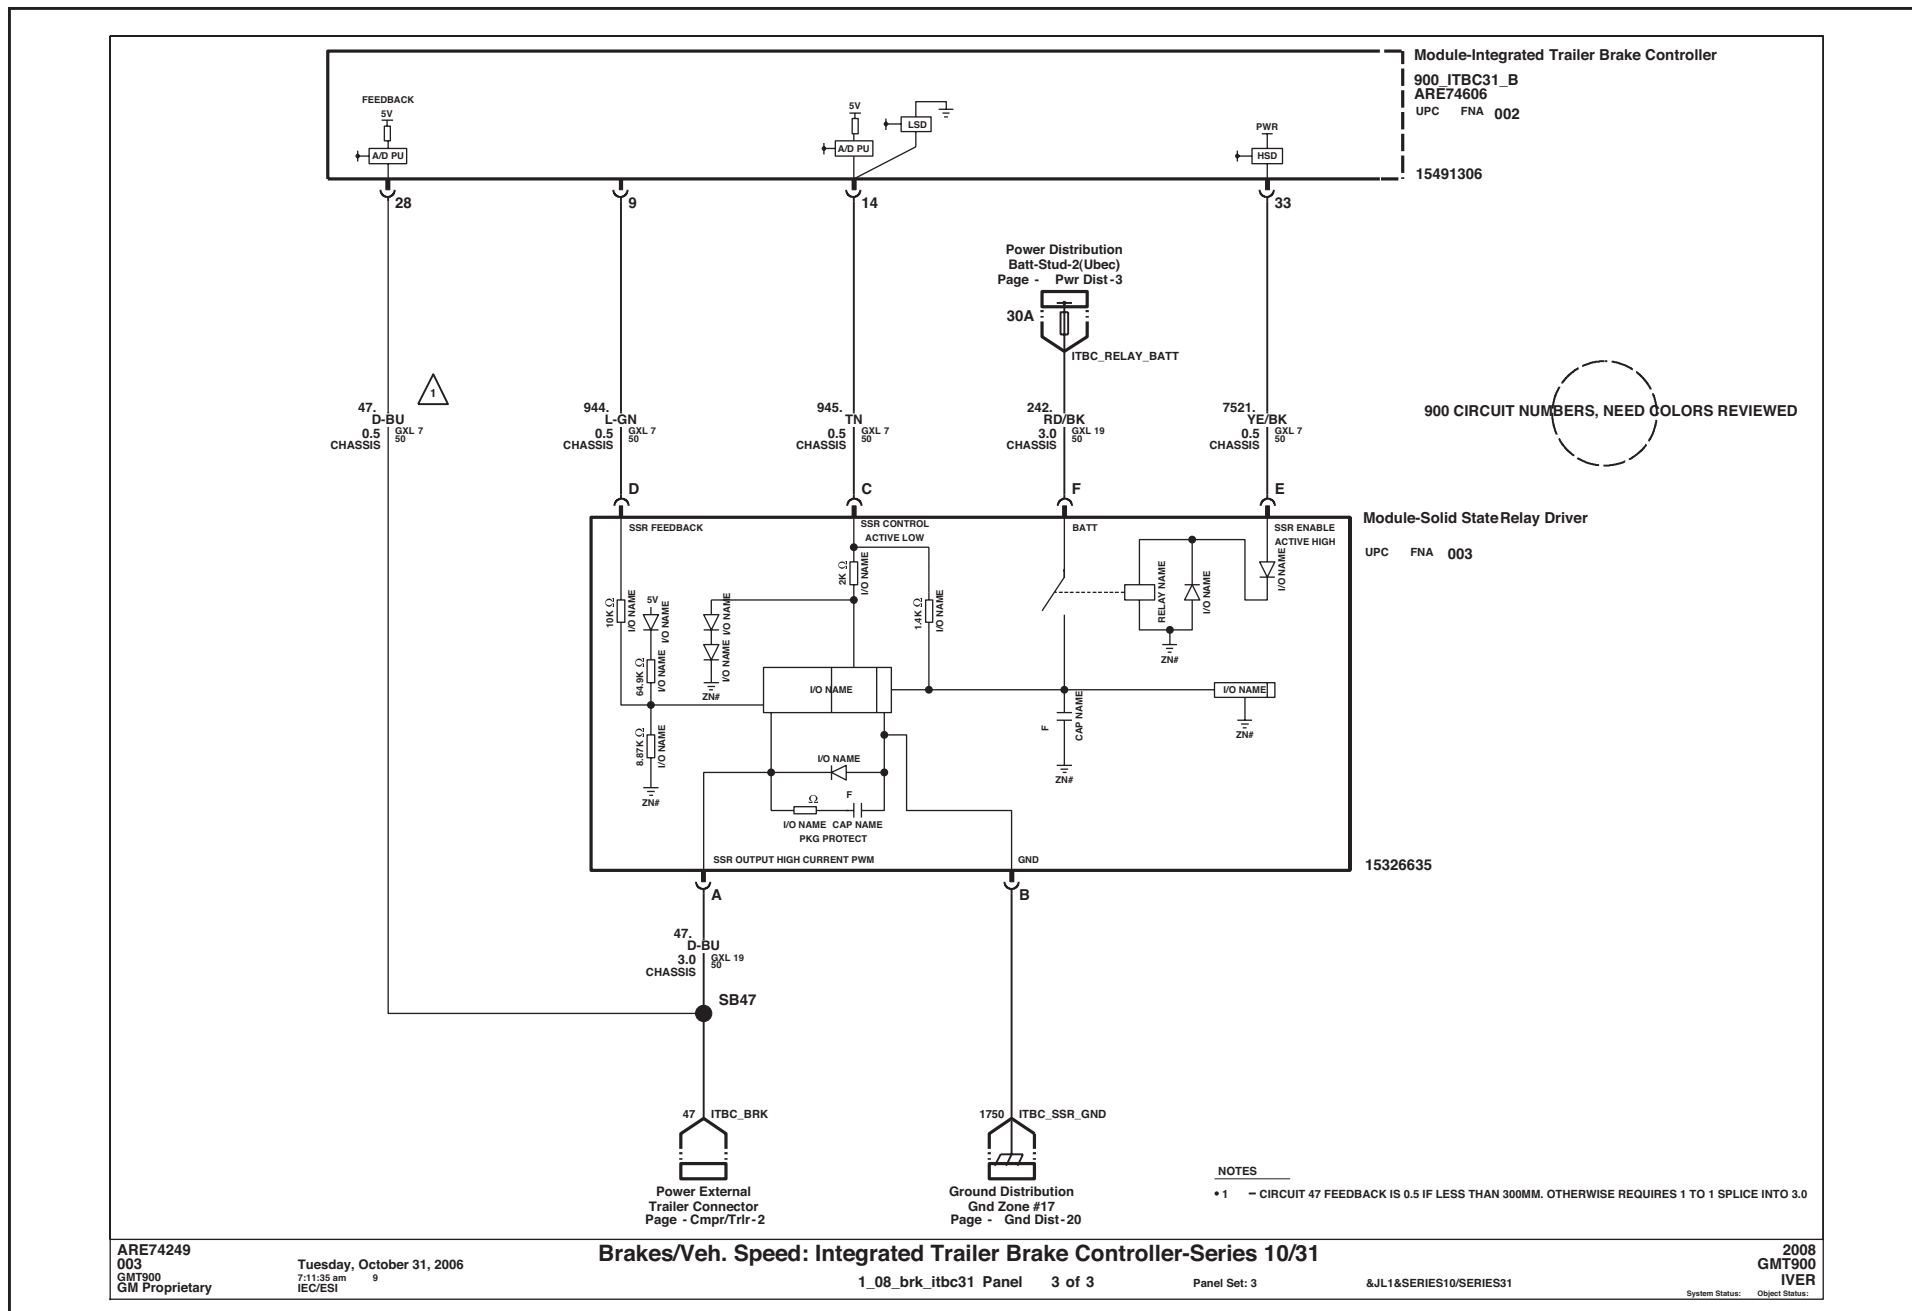 Module-Integrated Trailer Brake Controller
900_ITBC31_B
ARE74606
UPC FNA 002
15491306
FEEDBACK
5V
A/D PU
5V
A/D PU
LSD
PWR
HSD
28
9
14
33
Power Distribution
Batt-Stud-2(Ubec)
Page - Pwr Dist-3
30A
ITBC_RELAY_BATT
1
47.
D-BU
0.5 GXL 7
50
CHASSIS
944.
L-GN
0.5 GXL 7
50
CHASSIS
945.
TN
0.5 GXL 7
50
CHASSIS
242.
RD/BK
3.0 GXL 19
50
CHASSIS
7521.
YE/BK
0.5 GXL 7
50
CHASSIS
900 CIRCUIT NUMBERS, NEED COLORS REVIEWED
D
C
F
E
Module-Solid StateRelay Driver
UPC FNA 003
15326635
SSR FEEDBACK
SSR CONTROL
ACTIVE LOW
BATT
SSR ENABLE
ACTIVE HIGH
10K Ω
I/O NAME
5V
I/O NAME
64.9K Ω
I/O NAME
8.87K Ω
I/O NAME
ZN#
I/O NAME
I/O NAME
ZN#
2K Ω
I/O NAME
1.4K Ω
I/O NAME
I/O NAME
RELAY NAME
I/O NAME
I/O NAME
ZN#
I/O NAME
ZN#
F
CAP NAME
ZN#
I/O NAME
Ω
F
I/O NAME CAP NAME
PKG PROTECT
SSR OUTPUT HIGH CURRENT PWM
GND
A
B
47.
D-BU
3.0 GXL 19
50
CHASSIS
SB47
47 ITBC_BRK
1750 ITBC_SSR_GND
Power External
Trailer Connector
Page - Cmpr/Trlr-2
Ground Distribution
Gnd Zone #17
Page - Gnd Dist-20
NOTES
• 1 – CIRCUIT 47 FEEDBACK IS 0.5 IF LESS THAN 300MM. OTHERWISE REQUIRES 1 TO 1 SPLICE INTO 3.0
ARE74249
003
GMT900
GM Proprietary
Tuesday, October 31, 2006
7:11:35 am 9
IEC/ESI
Brakes/Veh. Speed: Integrated Trailer Brake Controller-Series 10/31
1_08_brk_itbc31 Panel 3 of 3
Panel Set: 3
&JL1&SERIES10/SERIES31
2008
GMT900
IVER
System Status: Object Status: